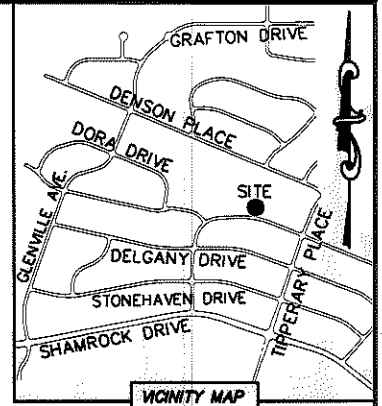 GRAFTON DRIVE
DENSON PLACE
DORA DRIVE
SITE
GLENVILLE AVE.
TIPPERARY PLACE
DELGANY DRIVE
STONEHAVEN DRIVE
SHAMROCK DRIVE
VICINITY MAP